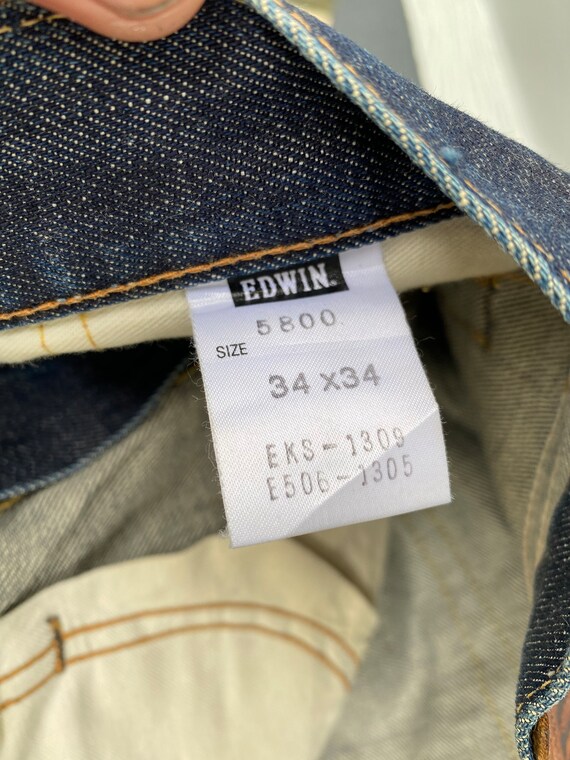 EDWIN.
5800
SIZE
34 x34
EKS-1309
E506-1305